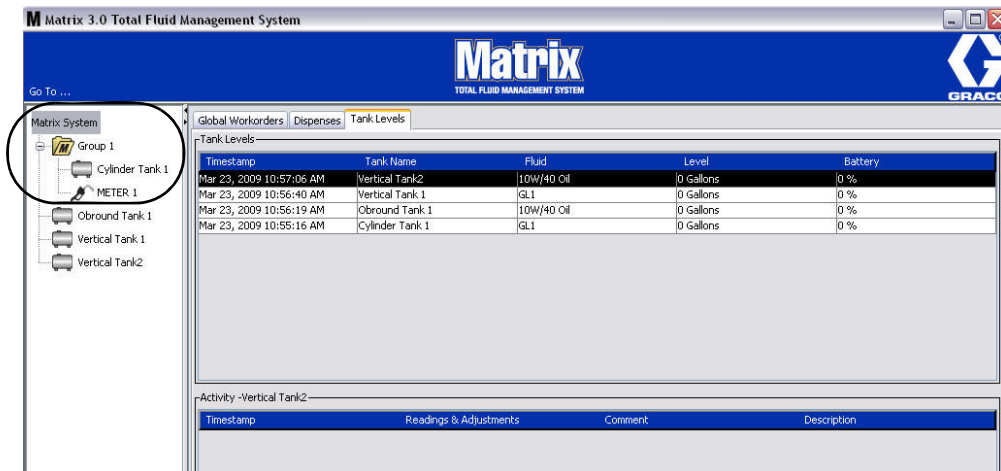 Matrix 3.0 Total Fluid Management System
Matrix
TOTAL FLUID MANAGEMENT SYSTEM
Go To ...
GRACO
Matrix System
Group 1
Cylinder Tank 1
METER 1
Obround Tank 1
Vertical Tank 1
Vertical Tank2
Global Workorders Dispenses Tank Levels
Tank Levels
Timestamp Tank Name Fluid Level Battery
Mar 23, 2009 10:57:06 AM Vertical Tank2 10W/40 Oil 0 Gallons 0 %
Mar 23, 2009 10:56:40 AM Vertical Tank 1 GL1 0 Gallons 0 %
Mar 23, 2009 10:56:19 AM Obround Tank 1 10W/40 Oil 0 Gallons 0 %
Mar 23, 2009 10:55:16 AM Cylinder Tank 1 GL1 0 Gallons 0 %
Activity -Vertical Tank2
Timestamp Readings & Adjustments Comment Description